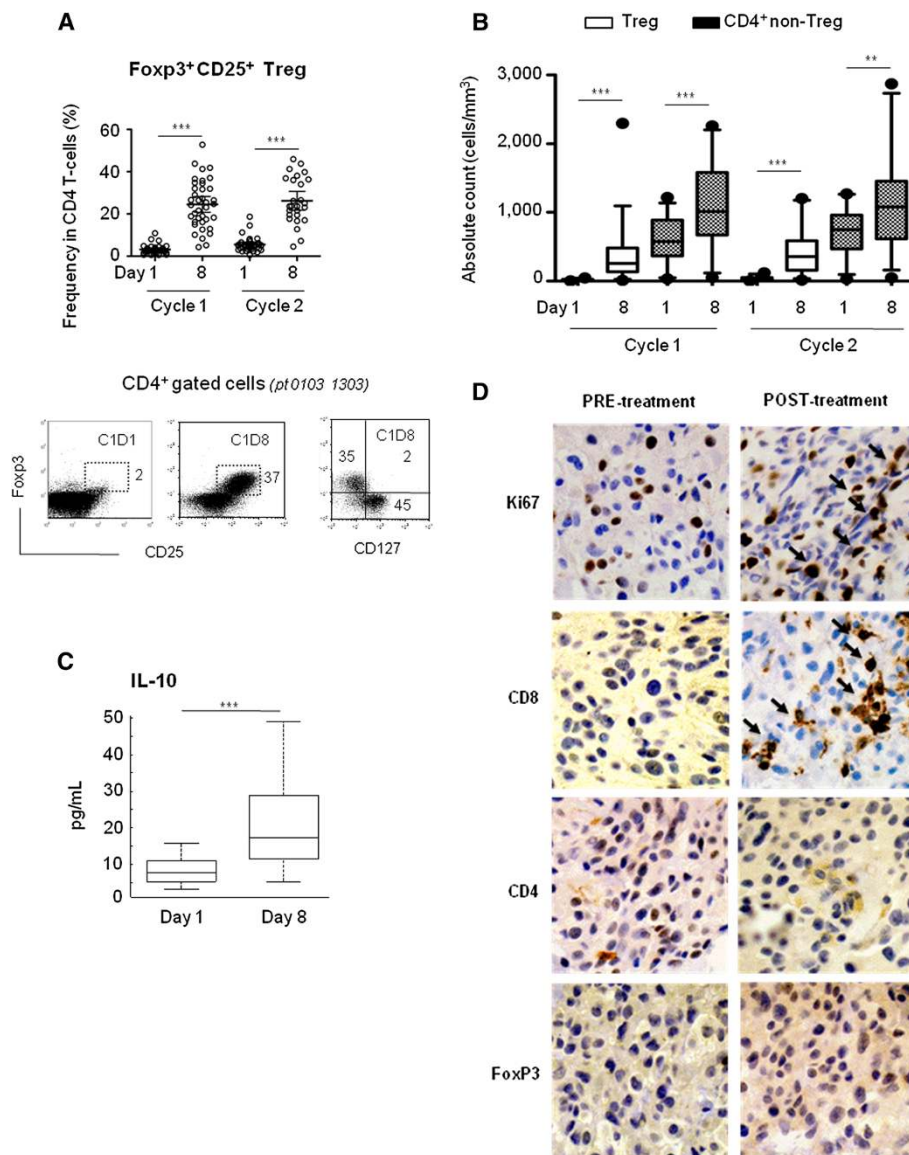 A
Foxp3⁺CD25⁺ Treg
Frequency in CD4 T-cells (%)
60
40
20
0
***
***
Day 1 8 1 8
Cycle 1 Cycle 2
CD4⁺ gated cells (pt 0103 1303)
Foxp3
C1D1
2
C1D8
37
C1D8
35 2
45
CD25
CD127
B
Treg CD4⁺ non-Treg
Absolute count (cells/mm³)
3,000
2,000
1,000
0
***
***
***
**
Day 1 8 1 8 1 8 1 8
Cycle 1 Cycle 2
C
IL-10
***
pg/mL
50
40
30
20
10
0
Day 1 Day 8
D
PRE-treatment POST-treatment
Ki67
CD8
CD4
FoxP3